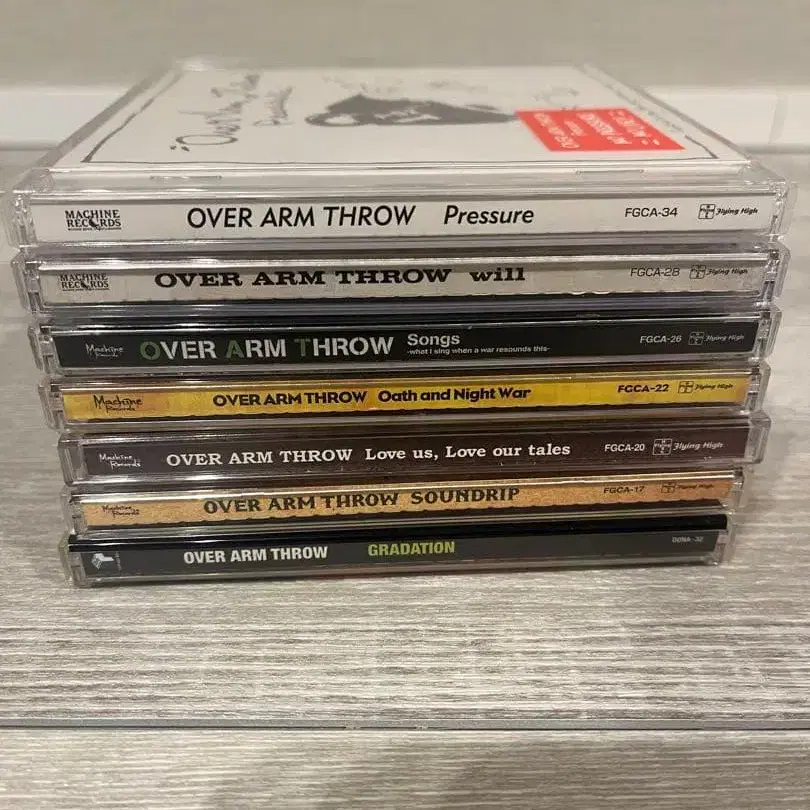 Over Arm Throw
MACHINE RECORDS OVER ARM THROW Pressure FGCA-34 Flying High
MACHINE RECORDS OVER ARM THROW will FGCA-28 Flying High
Machine Records OVER ARM THROW Songs -what I sing when a war resounds this- FGCA-26 Flying High
Machine Records OVER ARM THROW Oath and Night War FGCA-22 Flying High
Machine Records OVER ARM THROW Love us, Love our tales FGCA-20 Flying High
Machine Records OVER ARM THROW SOUNDRIP FGCA-17 Flying High
OVER ARM THROW GRADATION DDNA-32